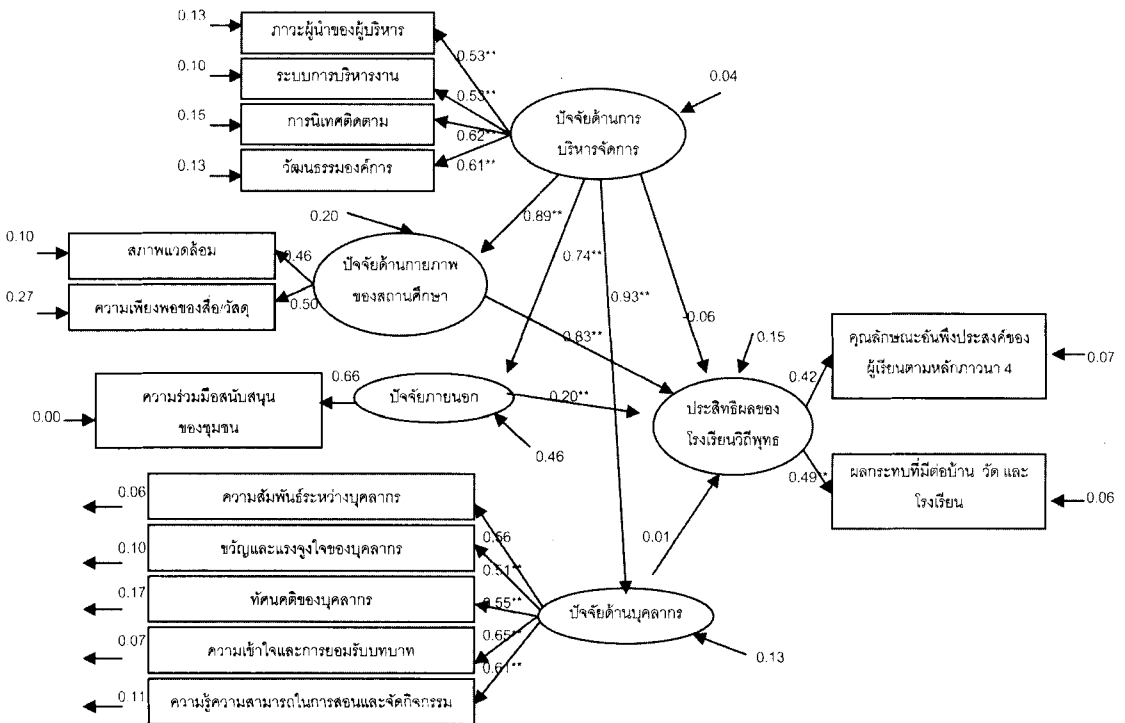 0.13
ภาวะผู้นำของผู้บริหาร
0.53**
0.10
ระบบการบริหารงาน
0.53**
0.04
0.15
การนิเทศติดตาม
0.62**
ปัจจัยด้านการ
บริหารจัดการ
0.13
วัฒนธรรมองค์การ
0.61**
0.20
0.89**
0.10
สภาพแวดล้อม
0.46
ปัจจัยด้านกายภาพ
ของสถานศึกษา
0.74**
0.27
ความเพียงพอของสื่อ/วัสดุ
0.50
0.93**
-0.06
0.83**
0.15
คุณลักษณะอันพึงประสงค์ของ
ผู้เรียนตามหลักภาวนา 4
0.07
0.42
0.66
ความร่วมมือสนับสนุน
ของชุมชน
0.00
ปัจจัยภายนอก
0.20**
ประสิทธิผลของ
โรงเรียนวิถีพุทธ
0.46
0.49**
ผลกระทบที่มีต่อบ้าน วัด และ
โรงเรียน
0.06
0.06
ความสัมพันธ์ระหว่างบุคลากร
0.56
0.01
0.10
ขวัญและแรงจูงใจของบุคลากร
0.51**
0.17
ทัศนคติของบุคลากร
0.55**
ปัจจัยด้านบุคลากร
0.07
ความเข้าใจและการยอมรับบทบาท
0.65**
0.13
0.11
ความรู้ความสามารถในการสอนและจัดกิจกรรม
0.61**